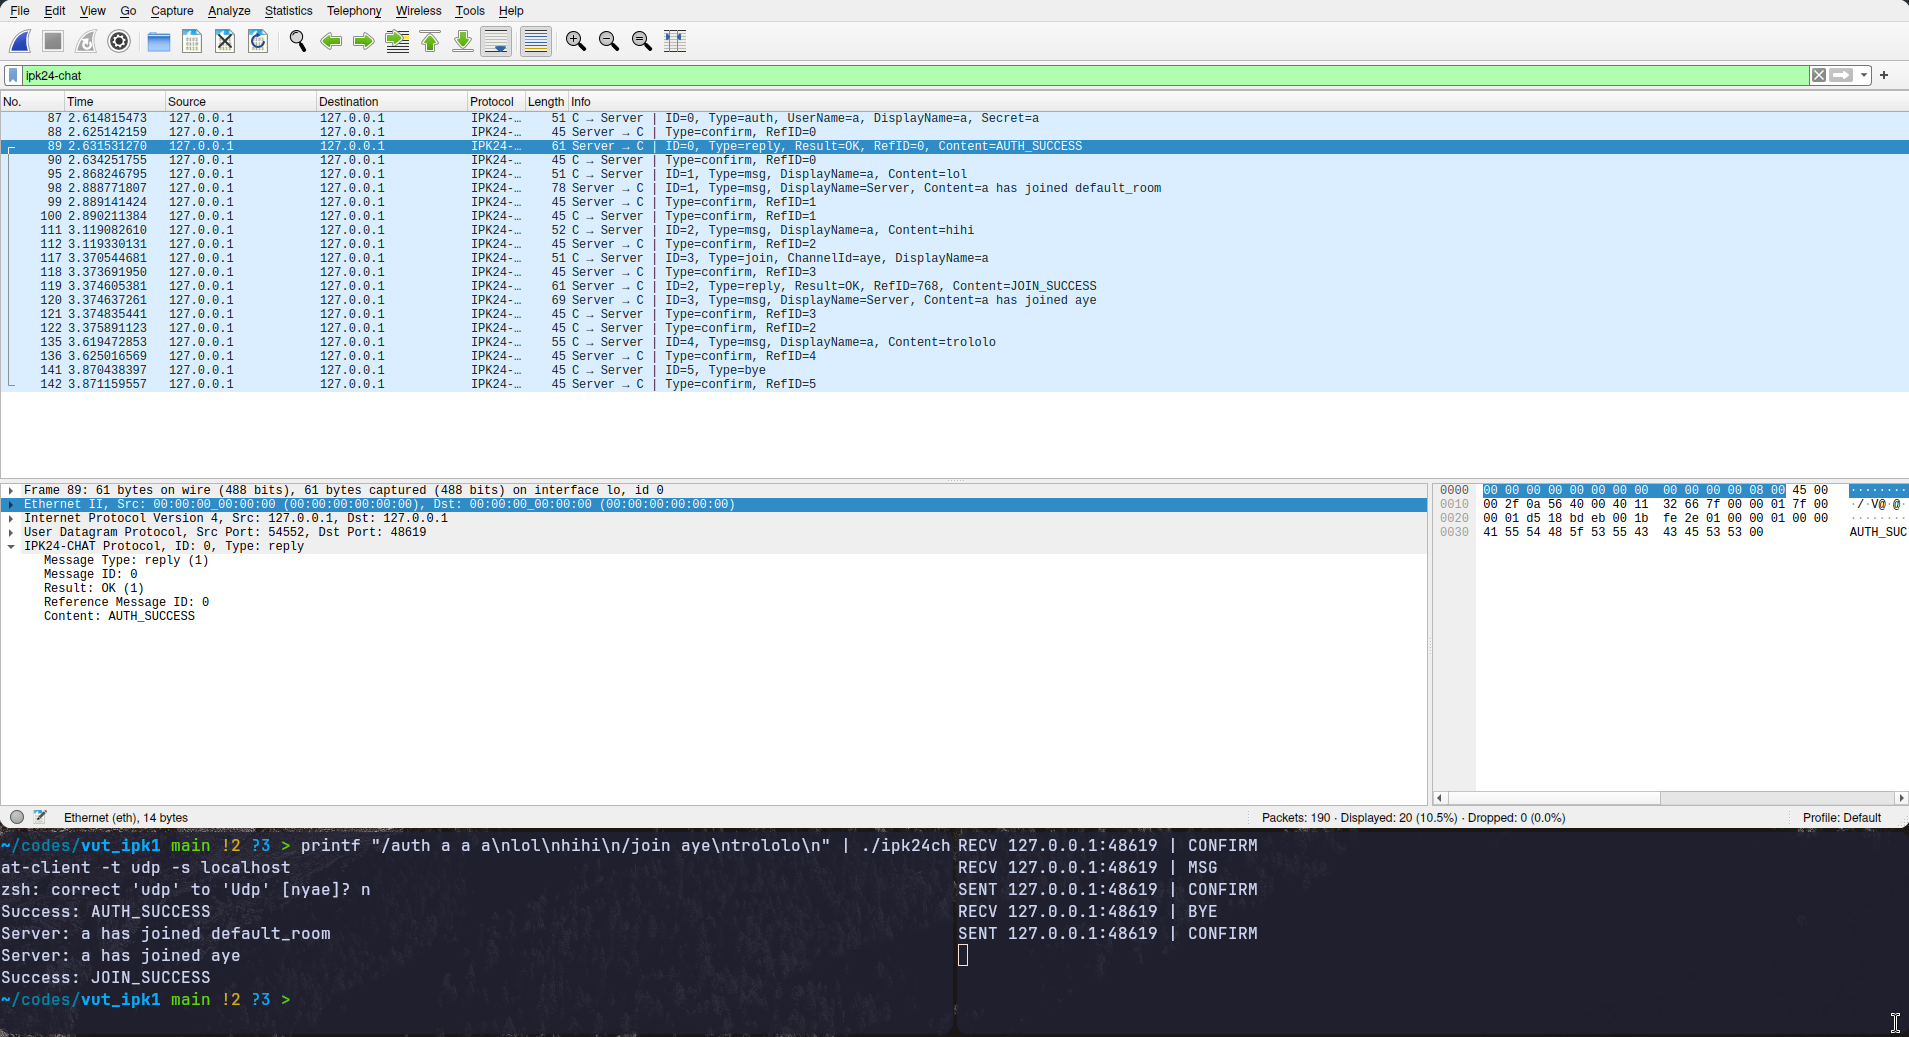 File Edit View Go Capture Analyze Statistics Telephony Wireless Tools Help
ipk24-chat
No. Time Source Destination Protocol Length Info
87 2.614815473 127.0.0.1 127.0.0.1 IPK24-… 51 C → Server | ID=0, Type=auth, UserName=a, DisplayName=a, Secret=a
88 2.625142159 127.0.0.1 127.0.0.1 IPK24-… 45 Server → C | Type=confirm, RefID=0
89 2.631531270 127.0.0.1 127.0.0.1 IPK24-… 61 Server → C | ID=0, Type=reply, Result=OK, RefID=0, Content=AUTH_SUCCESS
90 2.634251755 127.0.0.1 127.0.0.1 IPK24-… 45 C → Server | Type=confirm, RefID=0
95 2.868246795 127.0.0.1 127.0.0.1 IPK24-… 51 C → Server | ID=1, Type=msg, DisplayName=a, Content=lol
98 2.888771807 127.0.0.1 127.0.0.1 IPK24-… 78 Server → C | ID=1, Type=msg, DisplayName=Server, Content=a has joined default_room
99 2.889141424 127.0.0.1 127.0.0.1 IPK24-… 45 Server → C | Type=confirm, RefID=1
100 2.890211384 127.0.0.1 127.0.0.1 IPK24-… 45 C → Server | Type=confirm, RefID=1
111 3.119082610 127.0.0.1 127.0.0.1 IPK24-… 52 C → Server | ID=2, Type=msg, DisplayName=a, Content=hihi
112 3.119330131 127.0.0.1 127.0.0.1 IPK24-… 45 Server → C | Type=confirm, RefID=2
117 3.370544681 127.0.0.1 127.0.0.1 IPK24-… 51 C → Server | ID=3, Type=join, ChannelId=aye, DisplayName=a
118 3.373691950 127.0.0.1 127.0.0.1 IPK24-… 45 Server → C | Type=confirm, RefID=3
119 3.374605381 127.0.0.1 127.0.0.1 IPK24-… 61 Server → C | ID=2, Type=reply, Result=OK, RefID=768, Content=JOIN_SUCCESS
120 3.374637261 127.0.0.1 127.0.0.1 IPK24-… 69 Server → C | ID=3, Type=msg, DisplayName=Server, Content=a has joined aye
121 3.374835441 127.0.0.1 127.0.0.1 IPK24-… 45 C → Server | Type=confirm, RefID=3
122 3.375891123 127.0.0.1 127.0.0.1 IPK24-… 45 C → Server | Type=confirm, RefID=2
135 3.619472853 127.0.0.1 127.0.0.1 IPK24-… 55 C → Server | ID=4, Type=msg, DisplayName=a, Content=trololo
136 3.625016569 127.0.0.1 127.0.0.1 IPK24-… 45 Server → C | Type=confirm, RefID=4
141 3.870438397 127.0.0.1 127.0.0.1 IPK24-… 45 C → Server | ID=5, Type=bye
142 3.871159557 127.0.0.1 127.0.0.1 IPK24-… 45 Server → C | Type=confirm, RefID=5
Frame 89: 61 bytes on wire (488 bits), 61 bytes captured (488 bits) on interface lo, id 0
Ethernet II, Src: 00:00:00_00:00:00 (00:00:00:00:00:00), Dst: 00:00:00_00:00:00 (00:00:00:00:00:00)
Internet Protocol Version 4, Src: 127.0.0.1, Dst: 127.0.0.1
User Datagram Protocol, Src Port: 54552, Dst Port: 48619
IPK24-CHAT Protocol, ID: 0, Type: reply
Message Type: reply (1)
Message ID: 0
Result: OK (1)
Reference Message ID: 0
Content: AUTH_SUCCESS
0000 00 00 00 00 00 00 00 00 00 00 00 00 08 00 45 00 ········
0010 00 2f 0a 56 40 00 40 11 32 66 7f 00 00 01 7f 00 ·/·V@·@·
0020 00 01 d5 18 bd eb 00 1b fe 2e 01 00 00 01 00 00 ········
0030 41 55 54 48 5f 53 55 43 43 45 53 53 00 AUTH_SUC
Ethernet (eth), 14 bytes
Packets: 190 · Displayed: 20 (10.5%) · Dropped: 0 (0.0%)
Profile: Default
~/codes/vut_ipk1 main !2 ?3 > printf "/auth a a a\nlol\nhihi\n/join aye\ntrololo\n" | ./ipk24ch
at-client -t udp -s localhost
zsh: correct 'udp' to 'Udp' [nyae]? n
Success: AUTH_SUCCESS
Server: a has joined default_room
Server: a has joined aye
Success: JOIN_SUCCESS
~/codes/vut_ipk1 main !2 ?3 >
RECV 127.0.0.1:48619 | CONFIRM
RECV 127.0.0.1:48619 | MSG
SENT 127.0.0.1:48619 | CONFIRM
RECV 127.0.0.1:48619 | BYE
SENT 127.0.0.1:48619 | CONFIRM